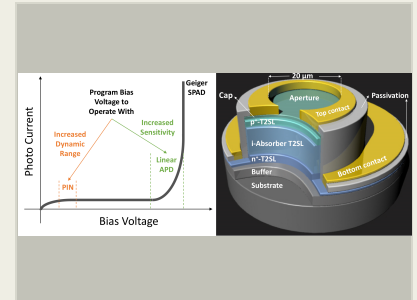 Photo Current
Program Bias
Voltage to
Operate With
Geiger
SPAD
Increased
Sensitivity
Increased
Dynamic
Range
Linear
APD
PIN
Bias Voltage
20 µm
Cap
Aperture
Passivation
Top contact
p+-T2SL
i-Absorber T2SL
n+-T2SL
Bottom contact
Buffer
Substrate